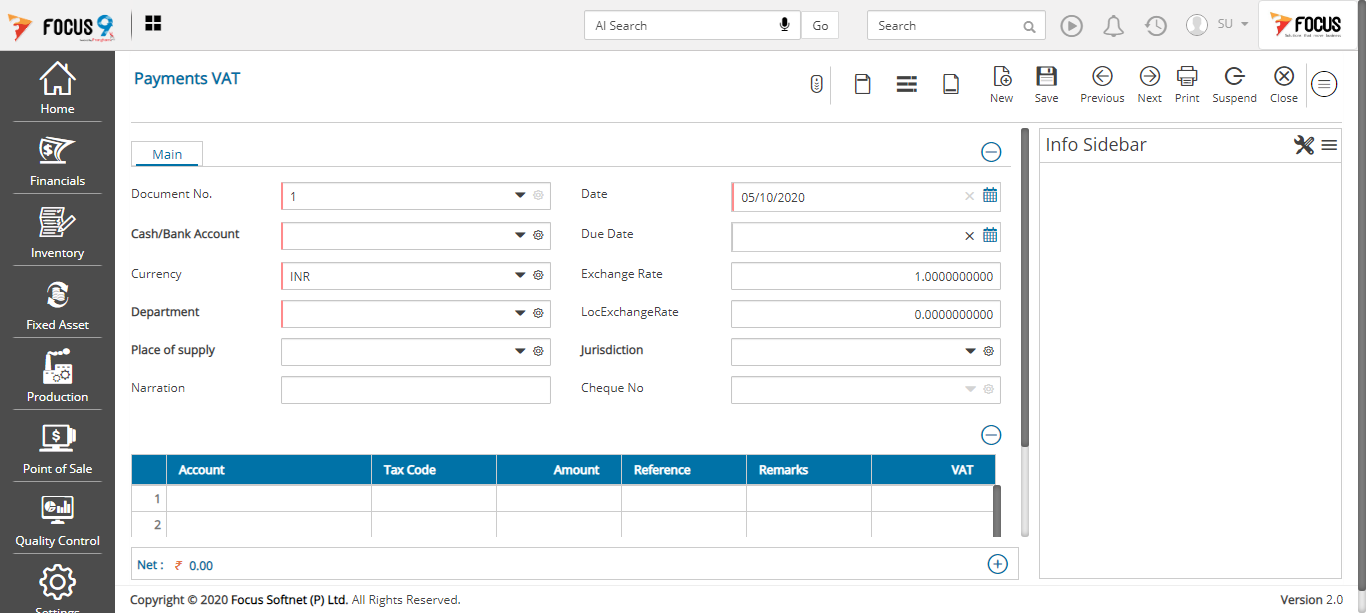 FOCUS 9
AI Search
Go
Search
SU
FOCUS
Home
Financials
Inventory
Fixed Asset
Production
Point of Sale
Quality Control
Settings
Payments VAT
New
Save
Previous
Next
Print
Suspend
Close
Main
Document No.
1
Date
05/10/2020
Cash/Bank Account
Due Date
Currency
INR
Exchange Rate
1.0000000000
Department
LocExchangeRate
0.0000000000
Place of supply
Jurisdiction
Narration
Cheque No
Account Tax Code Amount Reference Remarks VAT
1
2
Net : ₹ 0.00
Info Sidebar
Copyright © 2020 Focus Softnet (P) Ltd. All Rights Reserved.
Version 2.0